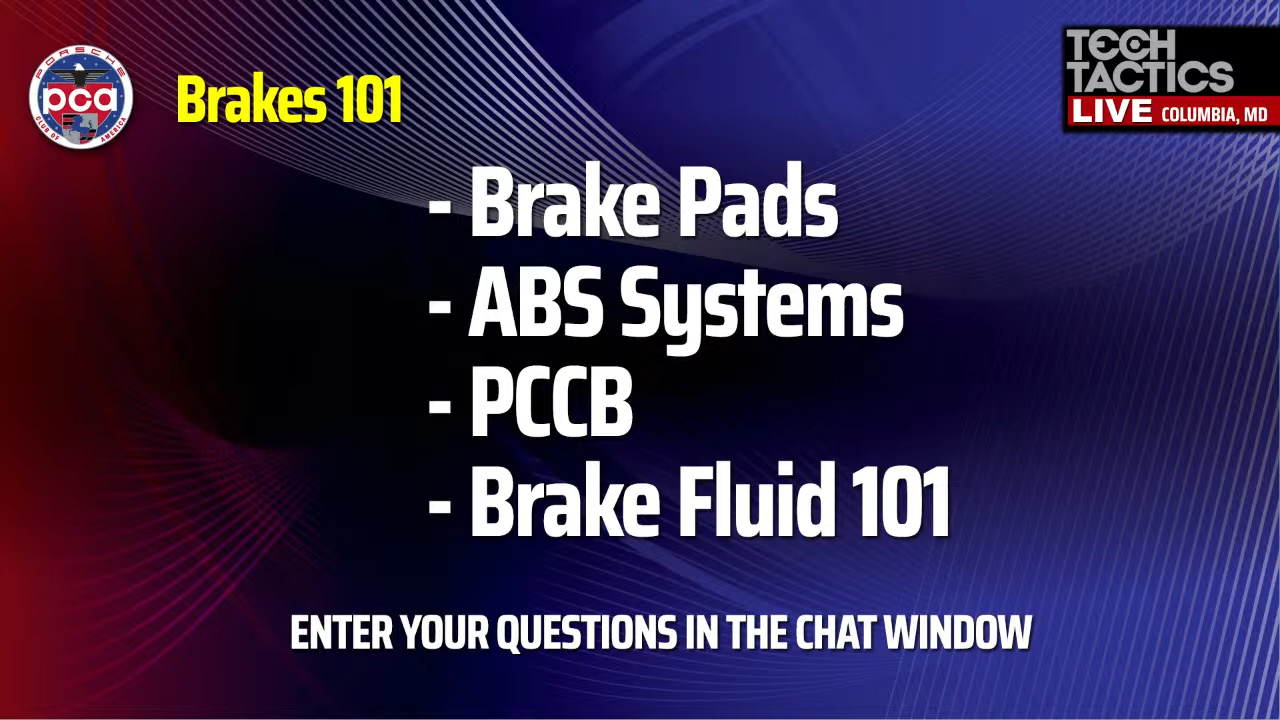 PORSCHE
pca
CLUB OF AMERICA
Brakes 101
TECH
TACTICS
LIVE COLUMBIA, MD
- Brake Pads
- ABS Systems
- PCCB
- Brake Fluid 101
ENTER YOUR QUESTIONS IN THE CHAT WINDOW